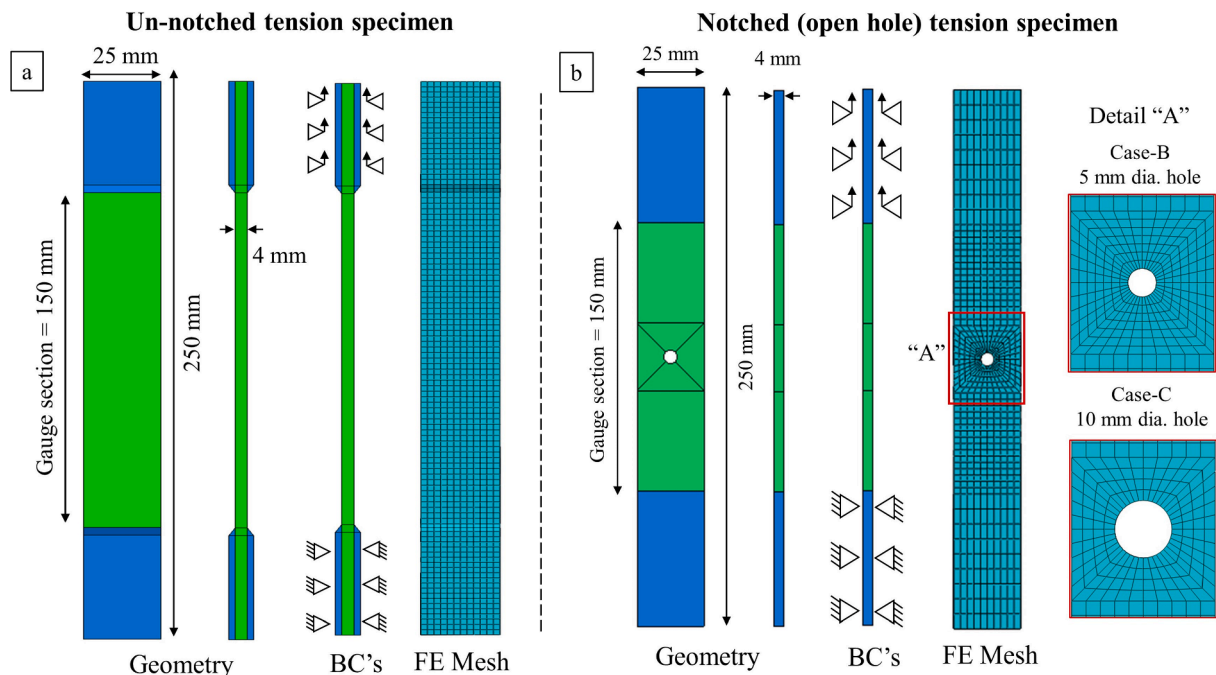 Un-notched tension specimen
a
25 mm
4 mm
Gauge section = 150 mm
250 mm
Geometry
BC's
FE Mesh
Notched (open hole) tension specimen
b
25 mm
4 mm
Gauge section = 150 mm
250 mm
"A"
Geometry
BC's
FE Mesh
Detail "A"
Case-B
5 mm dia. hole
Case-C
10 mm dia. hole